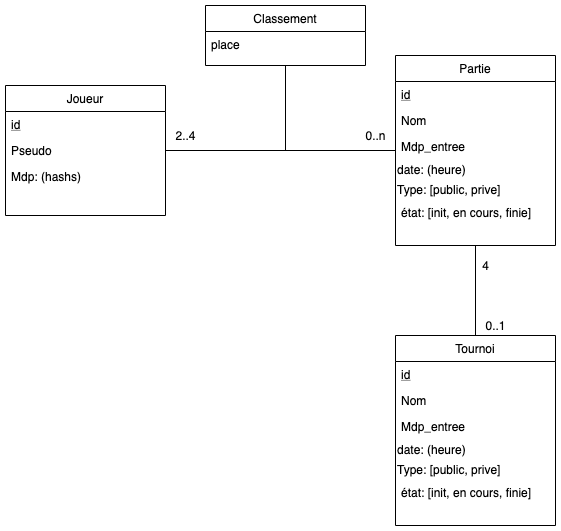 Classement
place
Joueur
id
Pseudo
Mdp: (hashs)
2..4
0..n
Partie
id
Nom
Mdp_entree
date: (heure)
Type: [public, prive]
état: [init, en cours, finie]
4
0..1
Tournoi
id
Nom
Mdp_entree
date: (heure)
Type: [public, prive]
état: [init, en cours, finie]